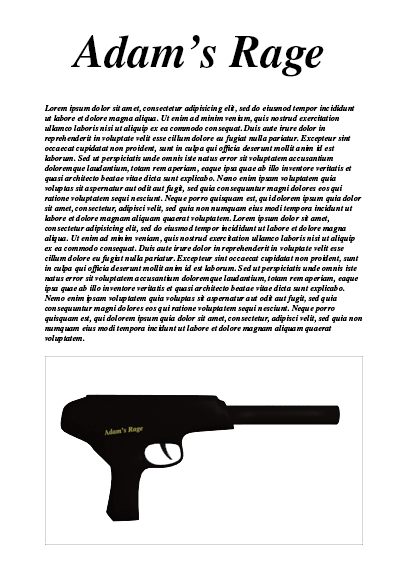 Adam's Rage
Lorem ipsum dolor sit amet, consectetur adipisicing elit, sed do eiusmod tempor incididunt
ut labore et dolore magna aliqua. Ut enim ad minim veniam, quis nostrud exercitation
ullamco laboris nisi ut aliquip ex ea commodo consequat. Duis aute irure dolor in
reprehenderit in voluptate velit esse cillum dolore eu fugiat nulla pariatur. Excepteur sint
occaecat cupidatat non proident, sunt in culpa qui officia deserunt mollit anim id est
laborum. Sed ut perspiciatis unde omnis iste natus error sit voluptatem accusantium
doloremque laudantium, totam rem aperiam, eaque ipsa quae ab illo inventore veritatis et
quasi architecto beatae vitae dicta sunt explicabo. Nemo enim ipsam voluptatem quia
voluptas sit aspernatur aut odit aut fugit, sed quia consequuntur magni dolores eos qui
ratione voluptatem sequi nesciunt. Neque porro quisquam est, qui dolorem ipsum quia dolor
sit amet, consectetur, adipisci velit, sed quia non numquam eius modi tempora incidunt ut
labore et dolore magnam aliquam quaerat voluptatem. Lorem ipsum dolor sit amet,
consectetur adipisicing elit, sed do eiusmod tempor incididunt ut labore et dolore magna
aliqua. Ut enim ad minim veniam, quis nostrud exercitation ullamco laboris nisi ut aliquip
ex ea commodo consequat. Duis aute irure dolor in reprehenderit in voluptate velit esse
cillum dolore eu fugiat nulla pariatur. Excepteur sint occaecat cupidatat non proident, sunt
in culpa qui officia deserunt mollit anim id est laborum. Sed ut perspiciatis unde omnis iste
natus error sit voluptatem accusantium doloremque laudantium, totam rem aperiam, eaque
ipsa quae ab illo inventore veritatis et quasi architecto beatae vitae dicta sunt explicabo.
Nemo enim ipsam voluptatem quia voluptas sit aspernatur aut odit aut fugit, sed quia
consequuntur magni dolores eos qui ratione voluptatem sequi nesciunt. Neque porro
quisquam est, qui dolorem ipsum quia dolor sit amet, consectetur, adipisci velit, sed quia non
numquam eius modi tempora incidunt ut labore et dolore magnam aliquam quaerat
voluptatem.
Adam's Rage